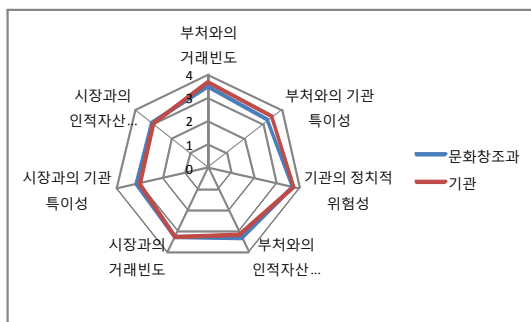 부처와의
거래빈도
부처와의 기관
특이성
기관의 정치적
위험성
부처와의
인적자산 ...
시장과의
거래빈도
시장과의 기관
특이성
시장과의
인적자산 ...
4
3
2
1
0
문화창조과
기관